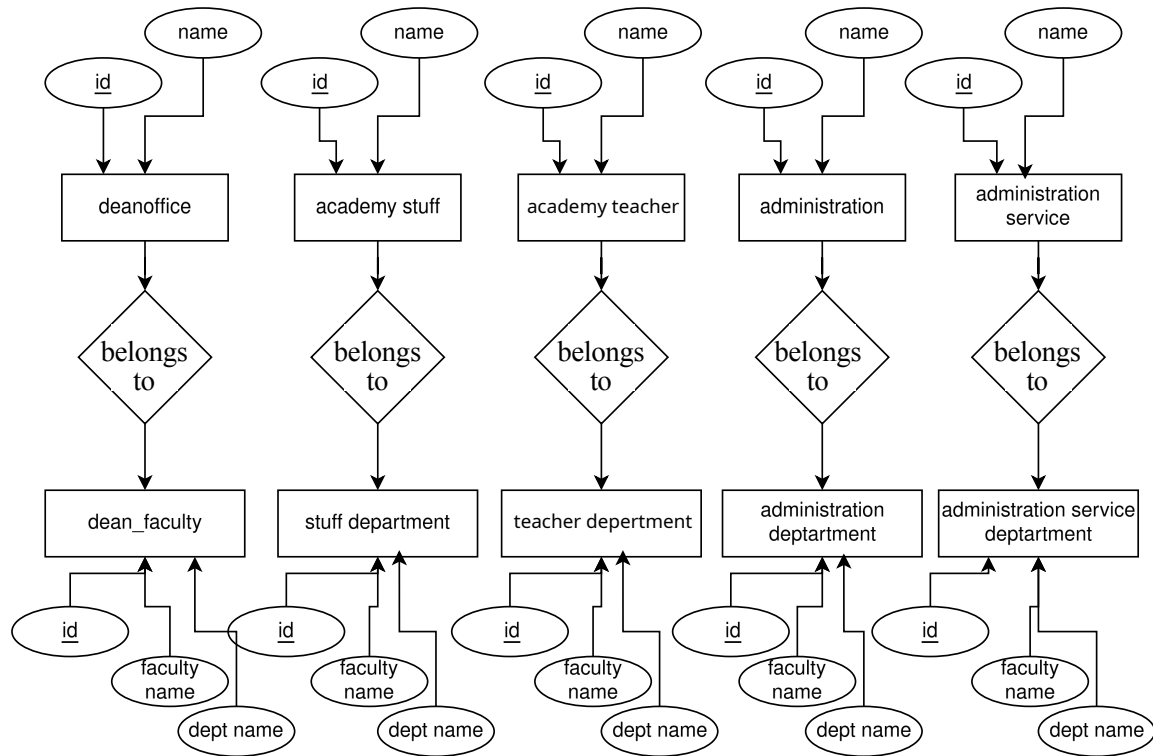 name
name
name
name
name
id
id
id
id
id
deanoffice
academy stuff
academy teacher
administration
administration
service
belongs
to
belongs
to
belongs
to
belongs
to
belongs
to
dean_faculty
stuff department
teacher depertment
administration
deptartment
administration service
deptartment
id
id
id
id
id
faculty
name
faculty
name
faculty
name
faculty
name
faculty
name
dept name
dept name
dept name
dept name
dept name